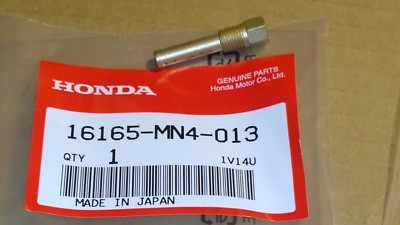 HONDA
GENUINE PARTS
Honda Motor Co., Ltd.
16165-MN4-013
QTY 1 1V14U
MADE IN JAPAN